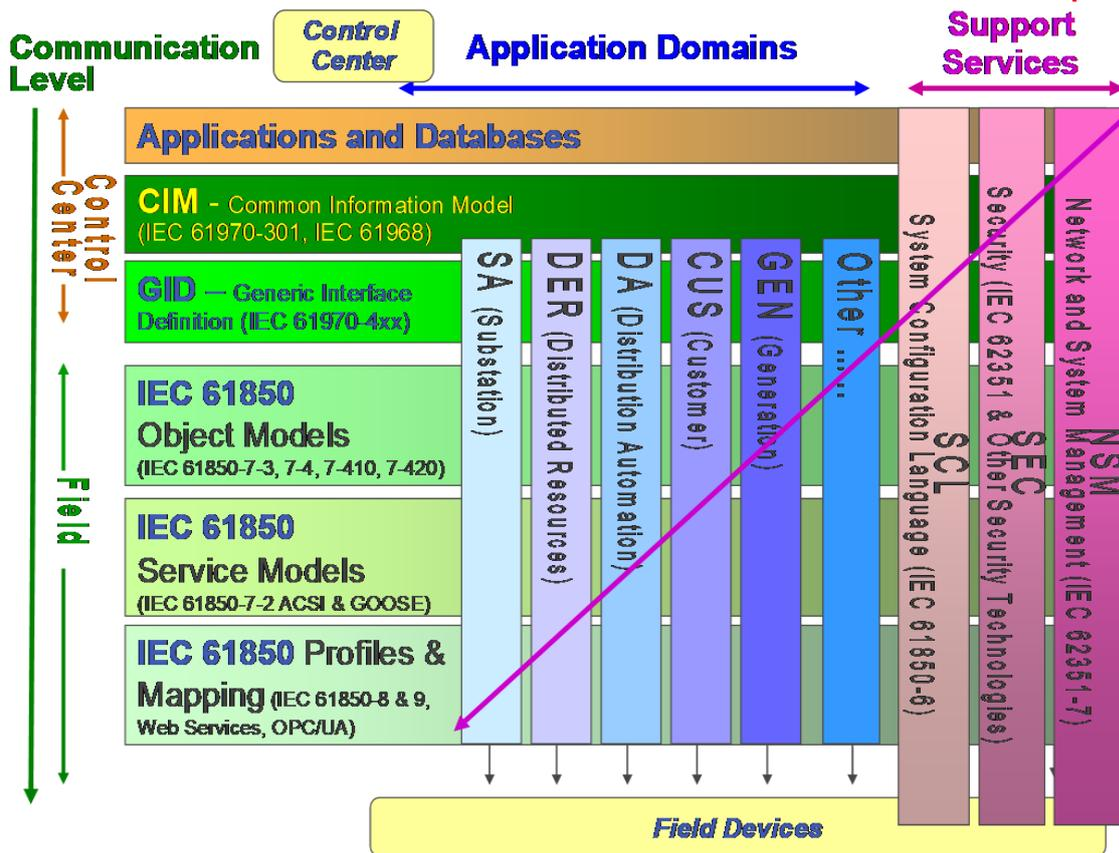 Communication
Level
Control
Center
Application Domains
Support
Services
Control
Center
Field
Applications and Databases
CIM - Common Information Model
(IEC 61970-301, IEC 61968)
GID – Generic Interface
Definition (IEC 61970-4xx)
IEC 61850
Object Models
(IEC 61850-7-3, 7-4, 7-410, 7-420)
IEC 61850
Service Models
(IEC 61850-7-2 ACSI & GOOSE)
IEC 61850 Profiles &
Mapping (IEC 61850-8 & 9,
Web Services, OPC/UA)
SA (Substation)
DER (Distributed Resources)
DA (Distribution Automation)
CUS (Customer)
GEN (Generation)
Other .....
SCL
System Configuration Language (IEC 61850-6)
SEC
Security (IEC 62351 & Other Security Technologies)
NSM
Network and System Management (IEC 62351-7)
Field Devices